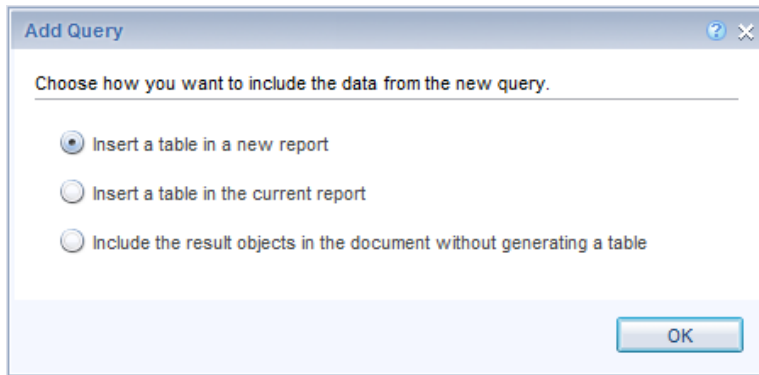 Add Query
Choose how you want to include the data from the new query.
Insert a table in a new report
Insert a table in the current report
Include the result objects in the document without generating a table
OK